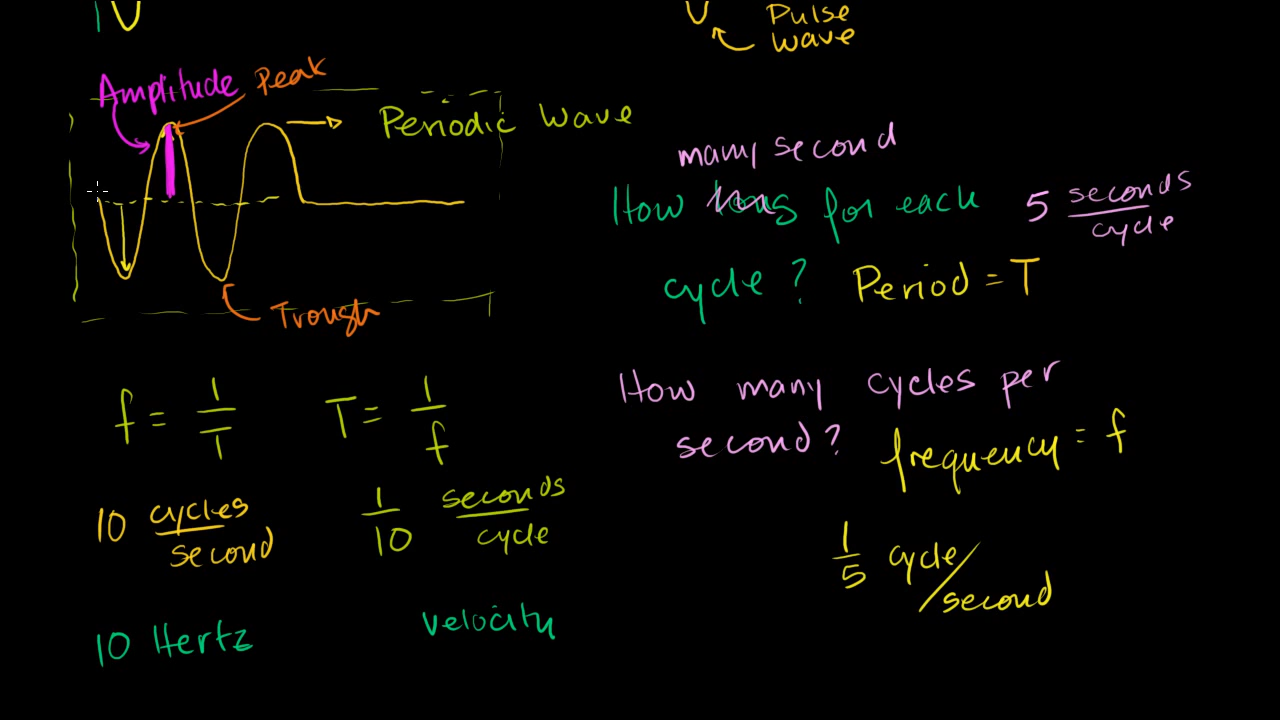 Pulse
wave
Amplitude
Peak
Periodic wave
Trough
many second
How long for each
5 seconds/cycle
cycle? Period = T
f = 1/T
T = 1/f
How many cycles per
second? frequency = f
10 cycles/second
1/10 seconds/cycle
1/5 cycle/second
10 Hertz
velocity